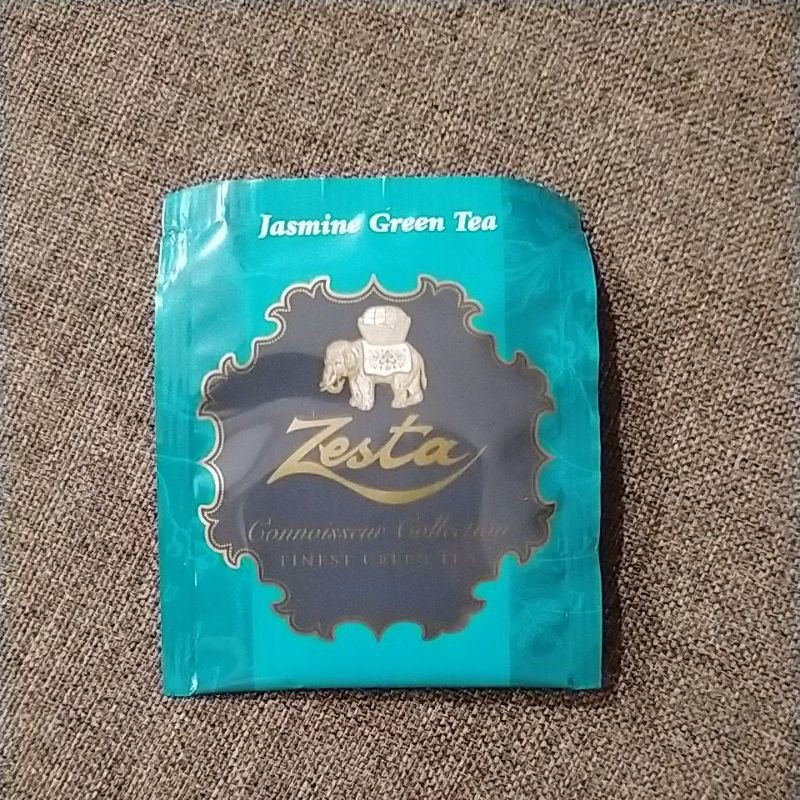 Jasmine Green Tea
Zesta
Connoisseur Collection
FINEST GREEN TEA